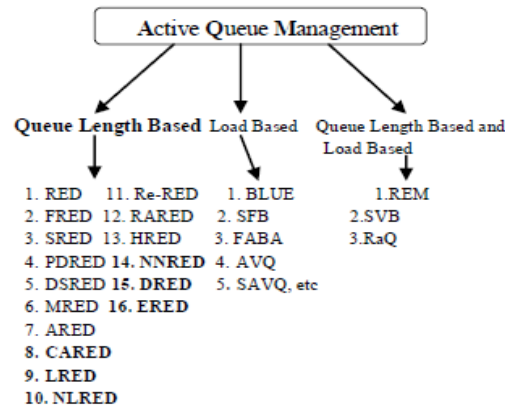 Active Queue Management
Queue Length Based
Load Based
Queue Length Based and
Load Based
1. RED
2. FRED
3. SRED
4. PDRED
5. DSRED
6. MRED
7. ARED
8. CARED
9. LRED
10. NLRED
11. Re-RED
12. RARED
13. HRED
14. NNRED
15. DRED
16. ERED
1. BLUE
2. SFB
3. FABA
4. AVQ
5. SAVQ, etc
1.REM
2.SVB
3.RaQ